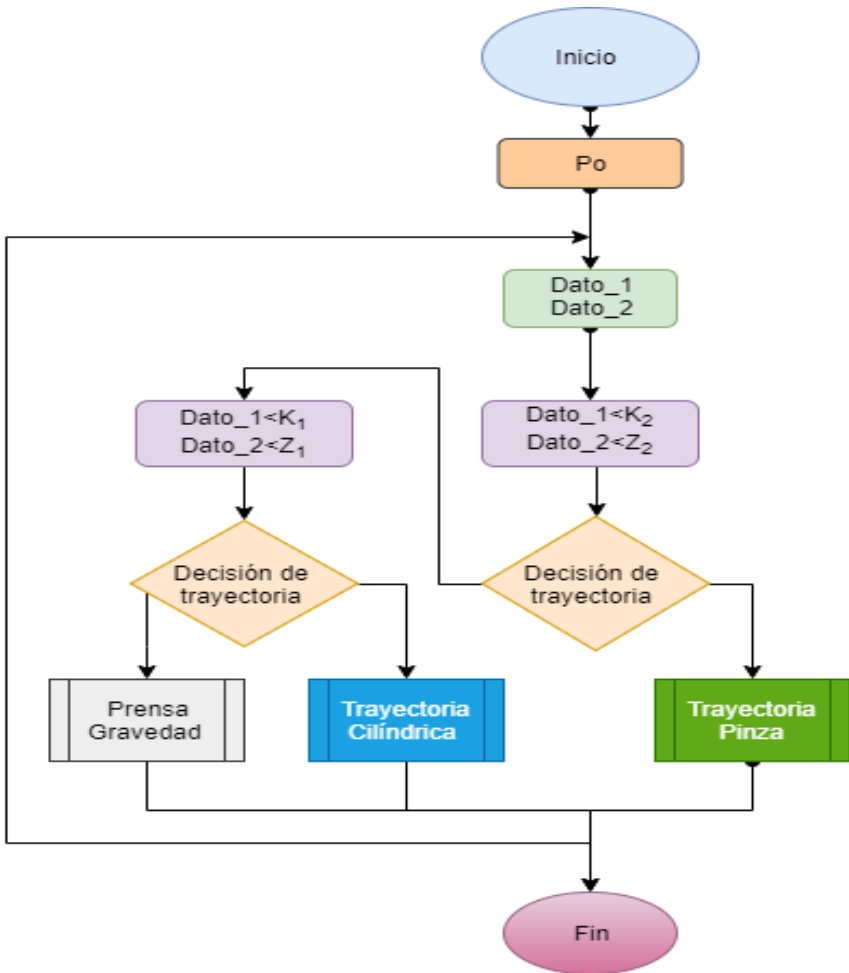 Inicio
Po
Dato_1
Dato_2
Dato_1<K₁
Dato_2<Z₁
Dato_1<K₂
Dato_2<Z₂
Decisión de
trayectoria
Decisión de
trayectoria
Prensa
Gravedad
Trayectoria
Cilíndrica
Trayectoria
Pinza
Fin